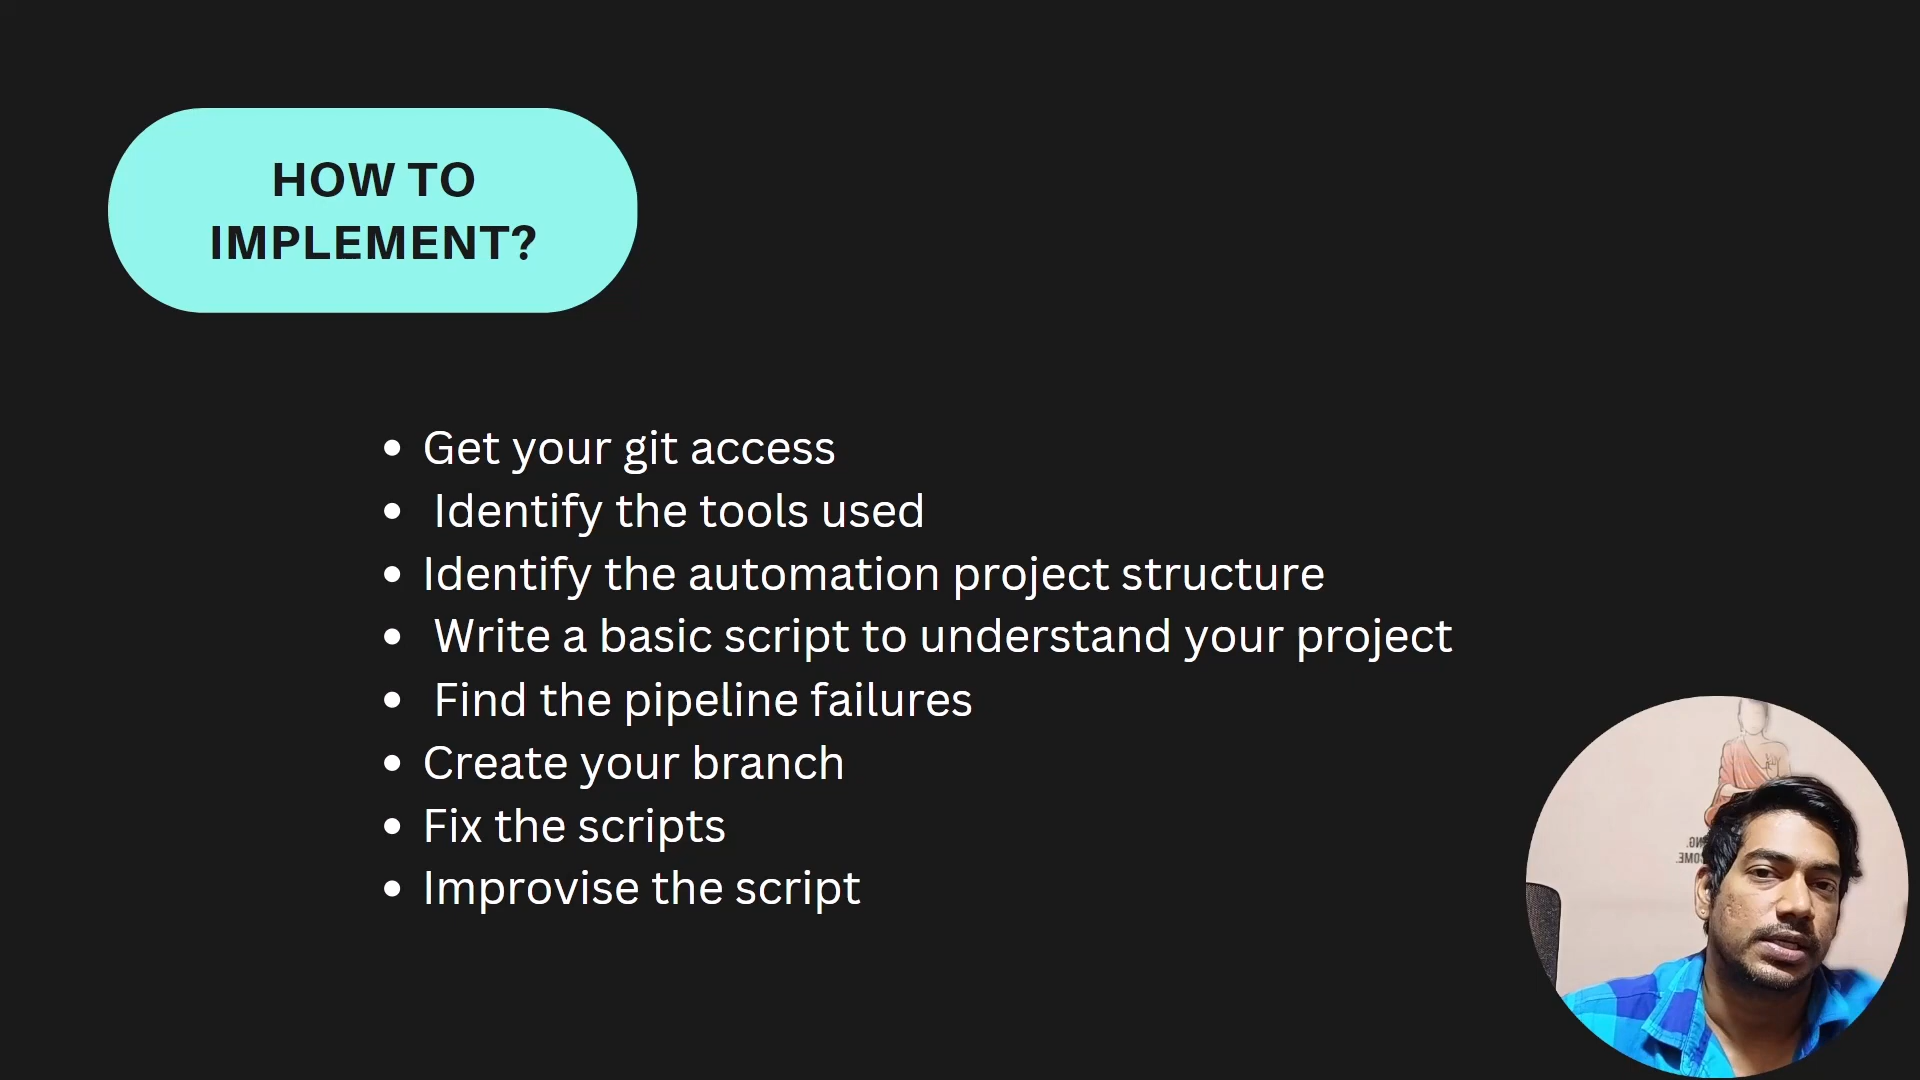 HOW TO
IMPLEMENT?
• Get your git access
• Identify the tools used
• Identify the automation project structure
• Write a basic script to understand your project
• Find the pipeline failures
• Create your branch
• Fix the scripts
• Improvise the script